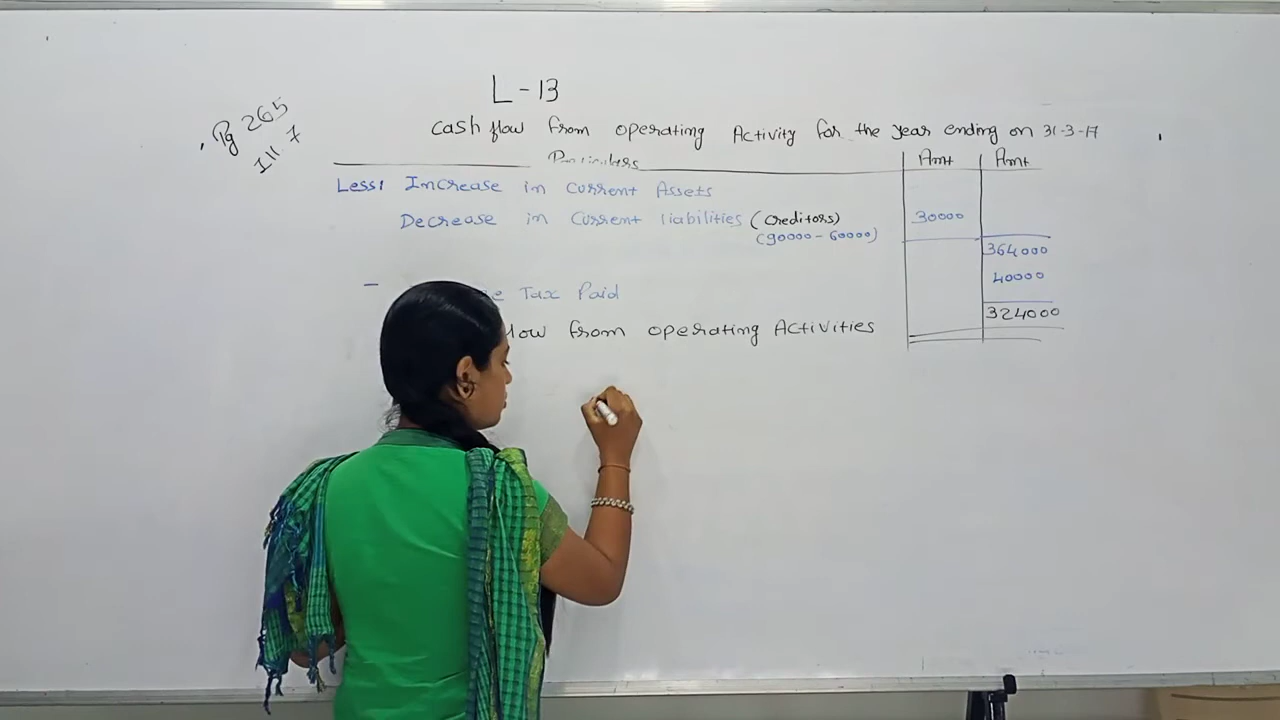 L-13
Pg 265
Ill. 7
Cash flow from operating Activity for the year ending on 31-3-17
Particulars Amt Amt
Less: Increase in Current Assets
Decrease in Current liabilities (Creditors) 30000
(90000-60000)
364000
40000
- Tax Paid
324000
low from operating Activities